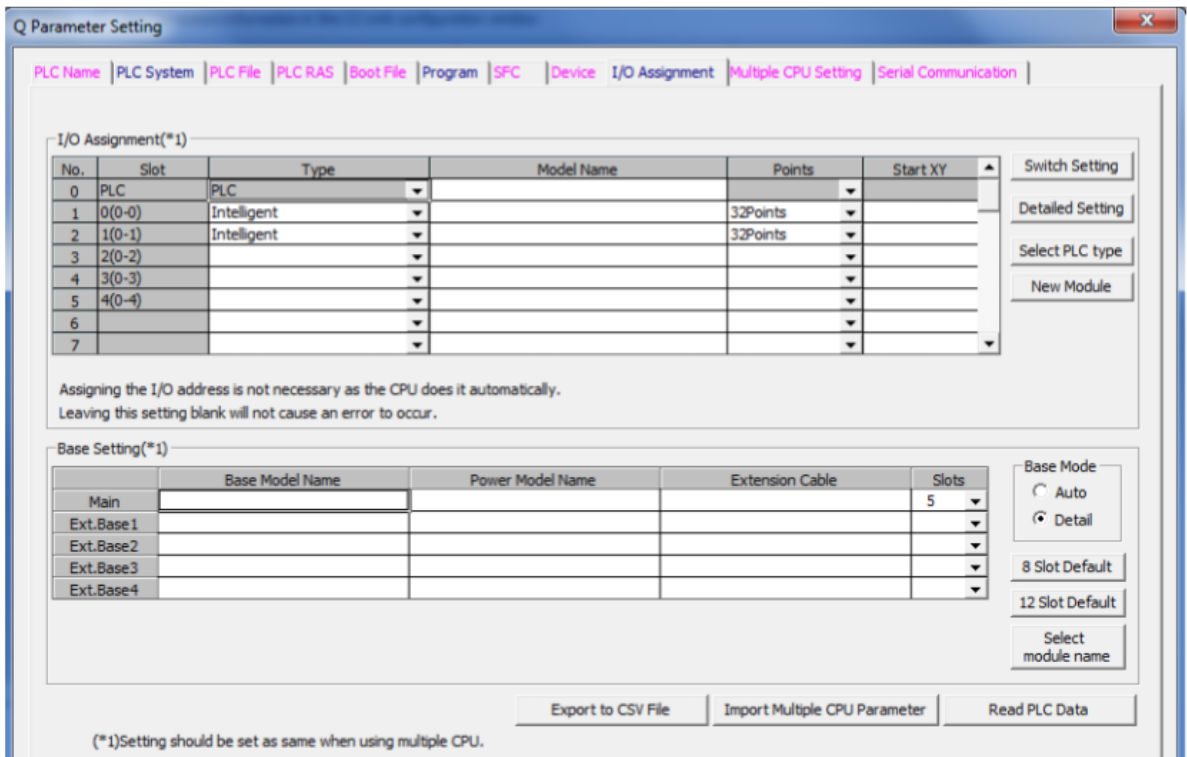 Q Parameter Setting
PLC Name PLC System PLC File PLC RAS Boot File Program SFC Device I/O Assignment Multiple CPU Setting Serial Communication
I/O Assignment(*1)
No. Slot Type Model Name Points Start XY
0 PLC PLC
1 0(0-0) Intelligent 32Points
2 1(0-1) Intelligent 32Points
3 2(0-2)
4 3(0-3)
5 4(0-4)
6
7
Switch Setting
Detailed Setting
Select PLC type
New Module
Assigning the I/O address is not necessary as the CPU does it automatically.
Leaving this setting blank will not cause an error to occur.
Base Setting(*1)
Base Model Name Power Model Name Extension Cable Slots
Main 5
Ext.Base1
Ext.Base2
Ext.Base3
Ext.Base4
Base Mode
Auto
Detail
8 Slot Default
12 Slot Default
Select
module name
Export to CSV File Import Multiple CPU Parameter Read PLC Data
(*1)Setting should be set as same when using multiple CPU.